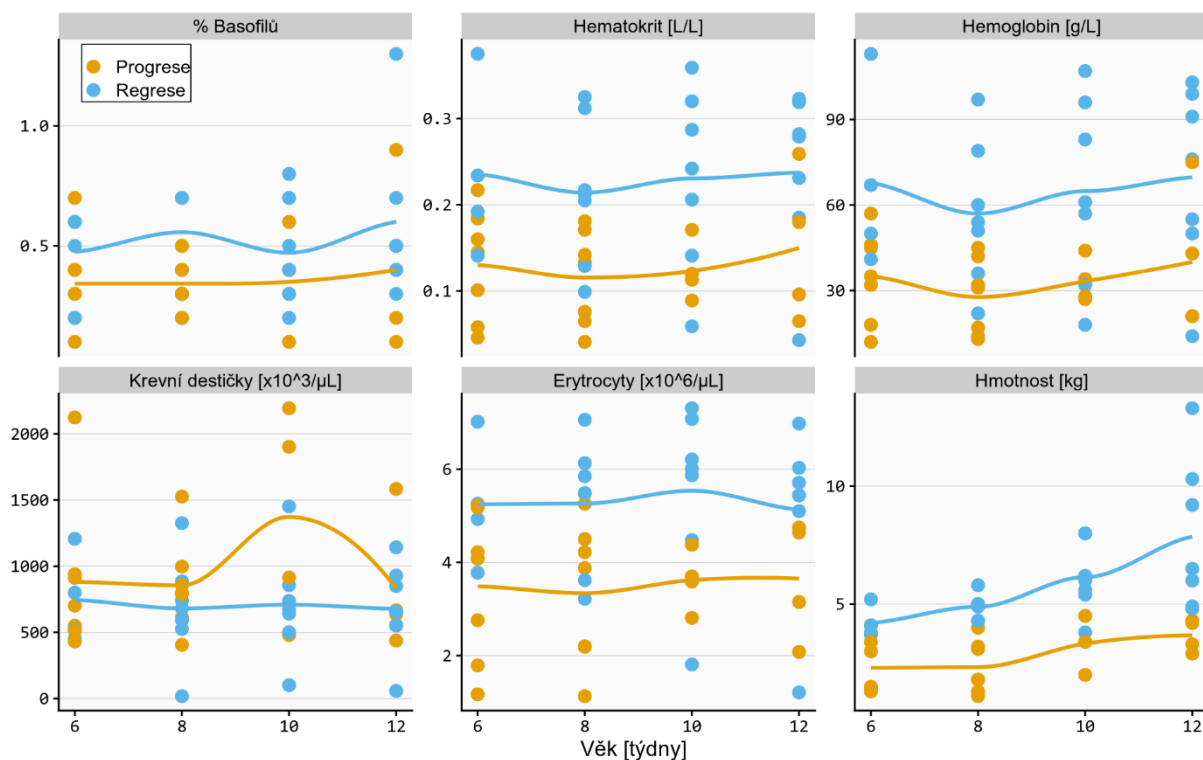 % Basofilů
Hematokrit [L/L]
Hemoglobin [g/L]
Progrese
Regrese
1.0
0.5
0.3
0.2
0.1
90
60
30
Krevní destičky [x10^3/µL]
Erytrocyty [x10^6/µL]
Hmotnost [kg]
2000
1500
1000
500
0
6
4
2
10
5
6 8 10 12
6 8 10 12
6 8 10 12
Věk [týdny]